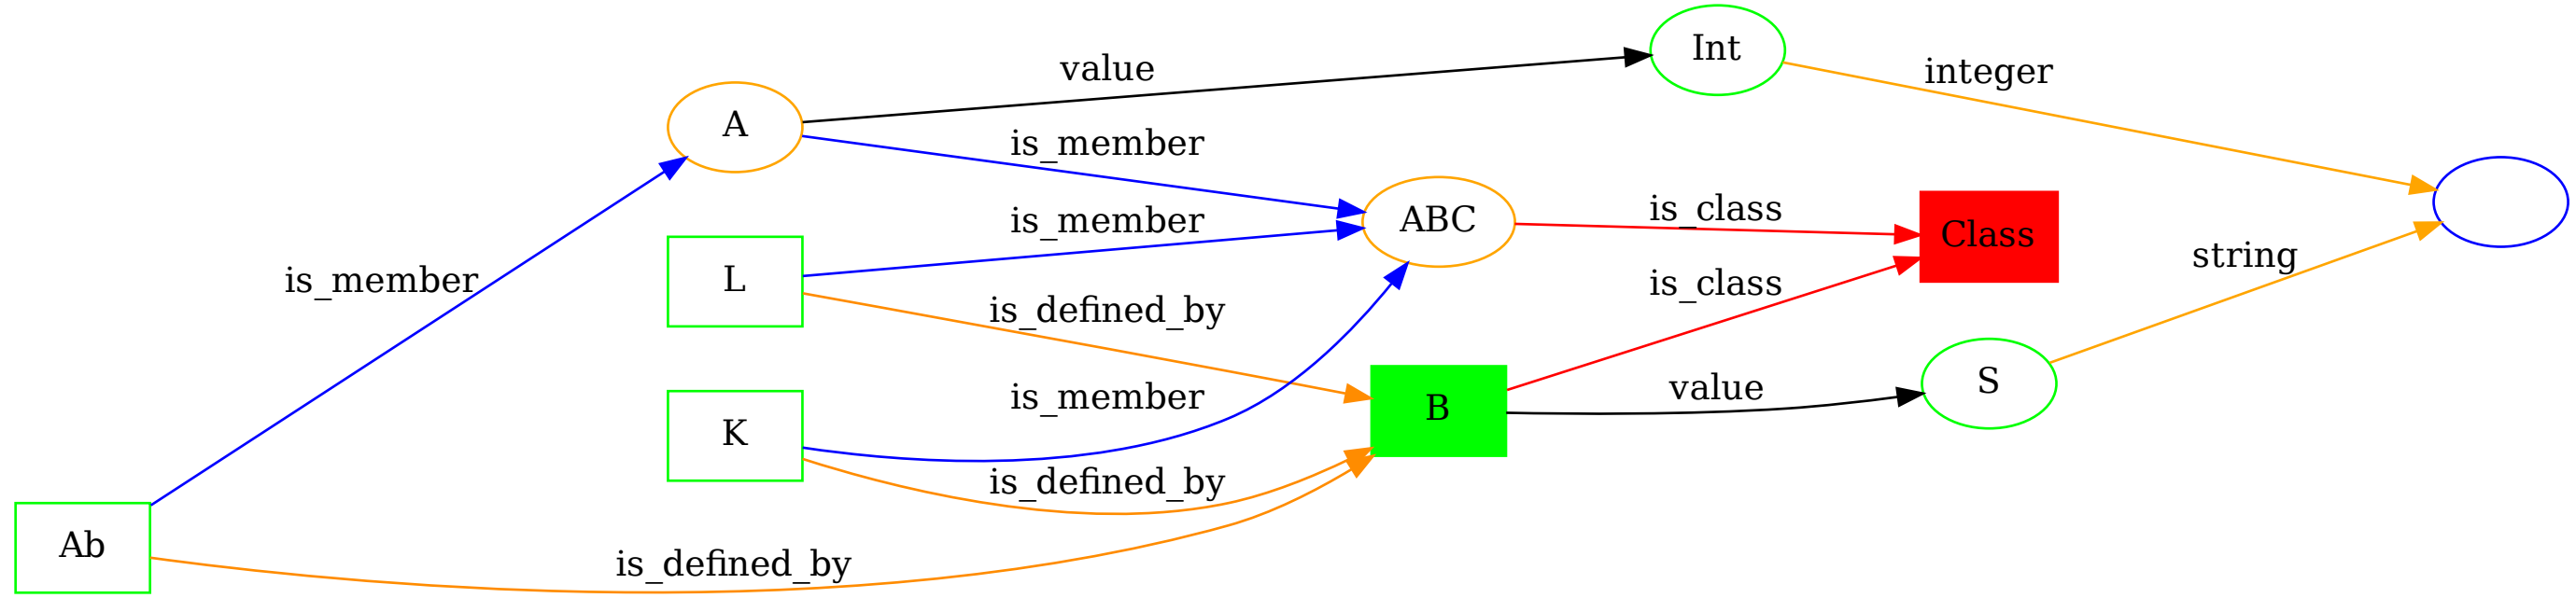 Int
value
integer
A
is_member
is_member
is_class
ABC
Class
string
L
is_member
is_class
is_defined_by
S
value
is_member
B
K
is_defined_by
Ab
is_defined_by